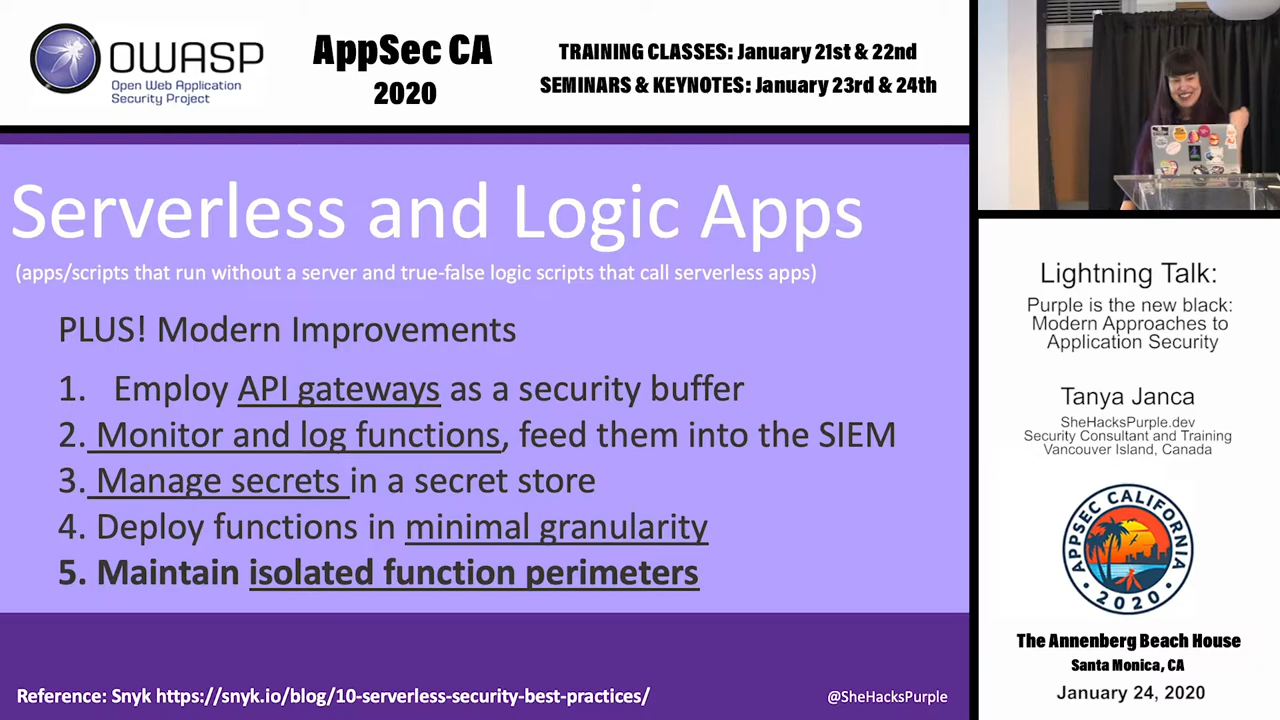 OWASP
Open Web Application
Security Project
AppSec CA
2020
TRAINING CLASSES: January 21st & 22nd
SEMINARS & KEYNOTES: January 23rd & 24th
Serverless and Logic Apps
(apps/scripts that run without a server and true-false logic scripts that call serverless apps)
PLUS! Modern Improvements
1. Employ API gateways as a security buffer
2. Monitor and log functions, feed them into the SIEM
3. Manage secrets in a secret store
4. Deploy functions in minimal granularity
5. Maintain isolated function perimeters
Reference: Snyk https://snyk.io/blog/10-serverless-security-best-practices/
@SheHacksPurple
Lightning Talk:
Purple is the new black:
Modern Approaches to
Application Security
Tanya Janca
SheHacksPurple.dev
Security Consultant and Training
Vancouver Island, Canada
APPSEC CALIFORNIA
• 2020 •
The Annenberg Beach House
Santa Monica, CA
January 24, 2020